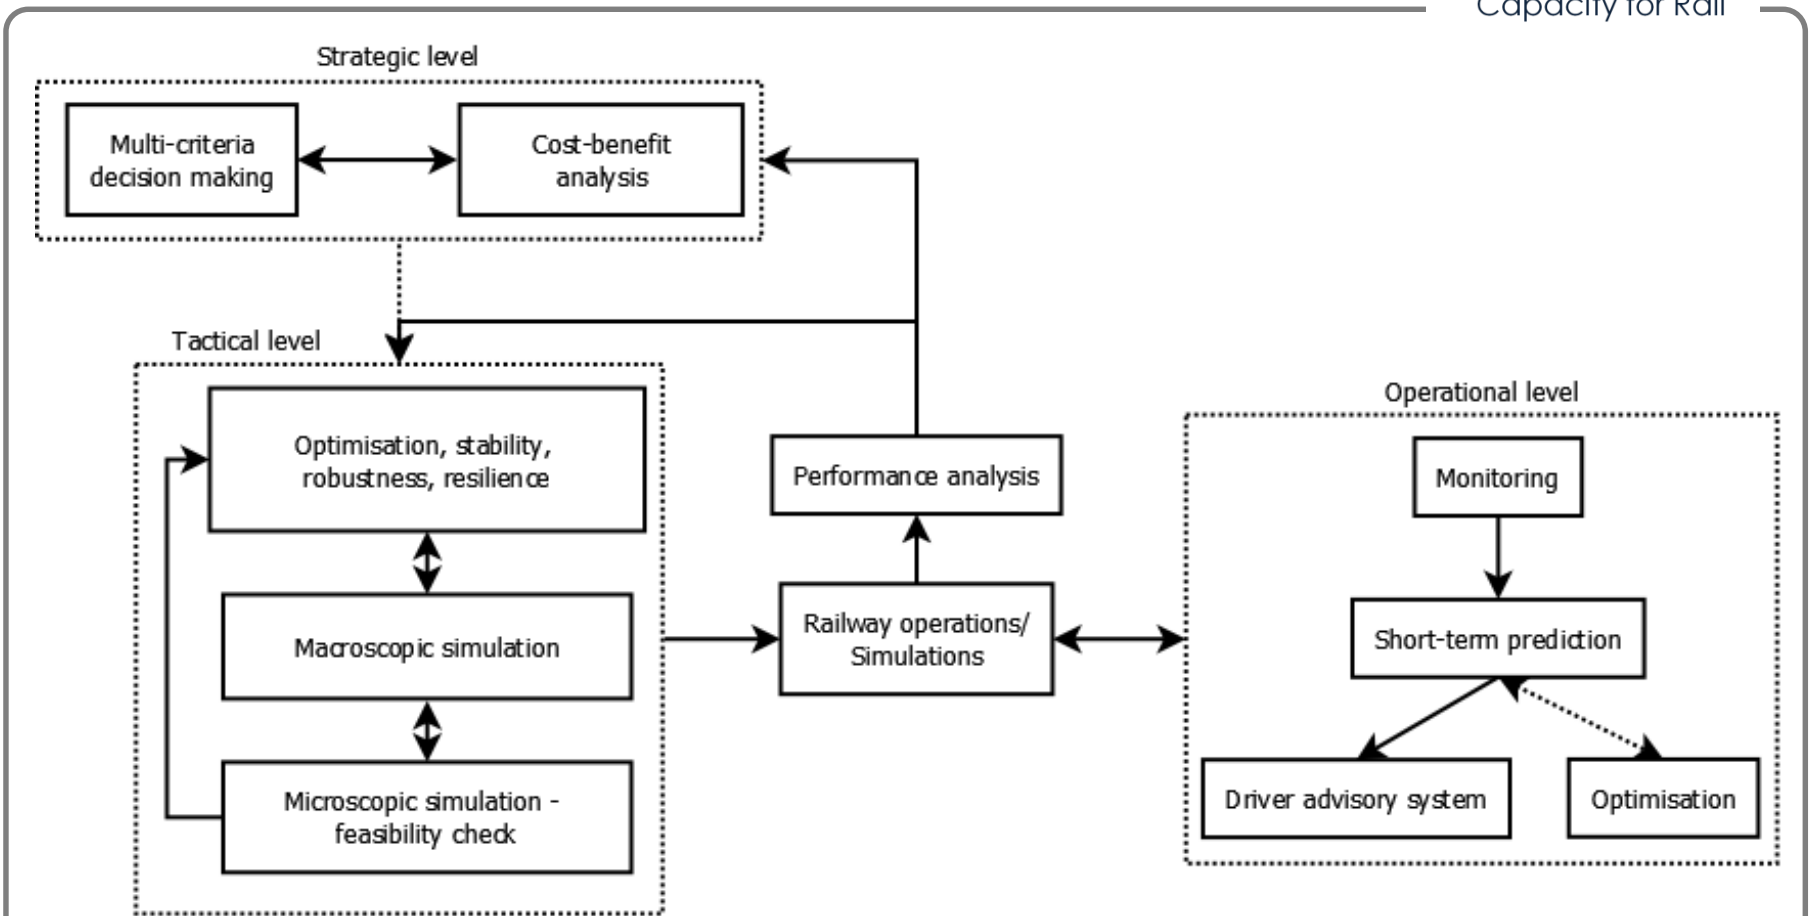 Capacity for Rail
Strategic level
Multi-criteria
decision making
Cost-benefit
analysis
Tactical level
Optimisation, stability,
robustness, resilience
Macroscopic simulation
Microscopic simulation -
feasibility check
Performance analysis
Railway operations/
Simulations
Operational level
Monitoring
Short-term prediction
Driver advisory system
Optimisation